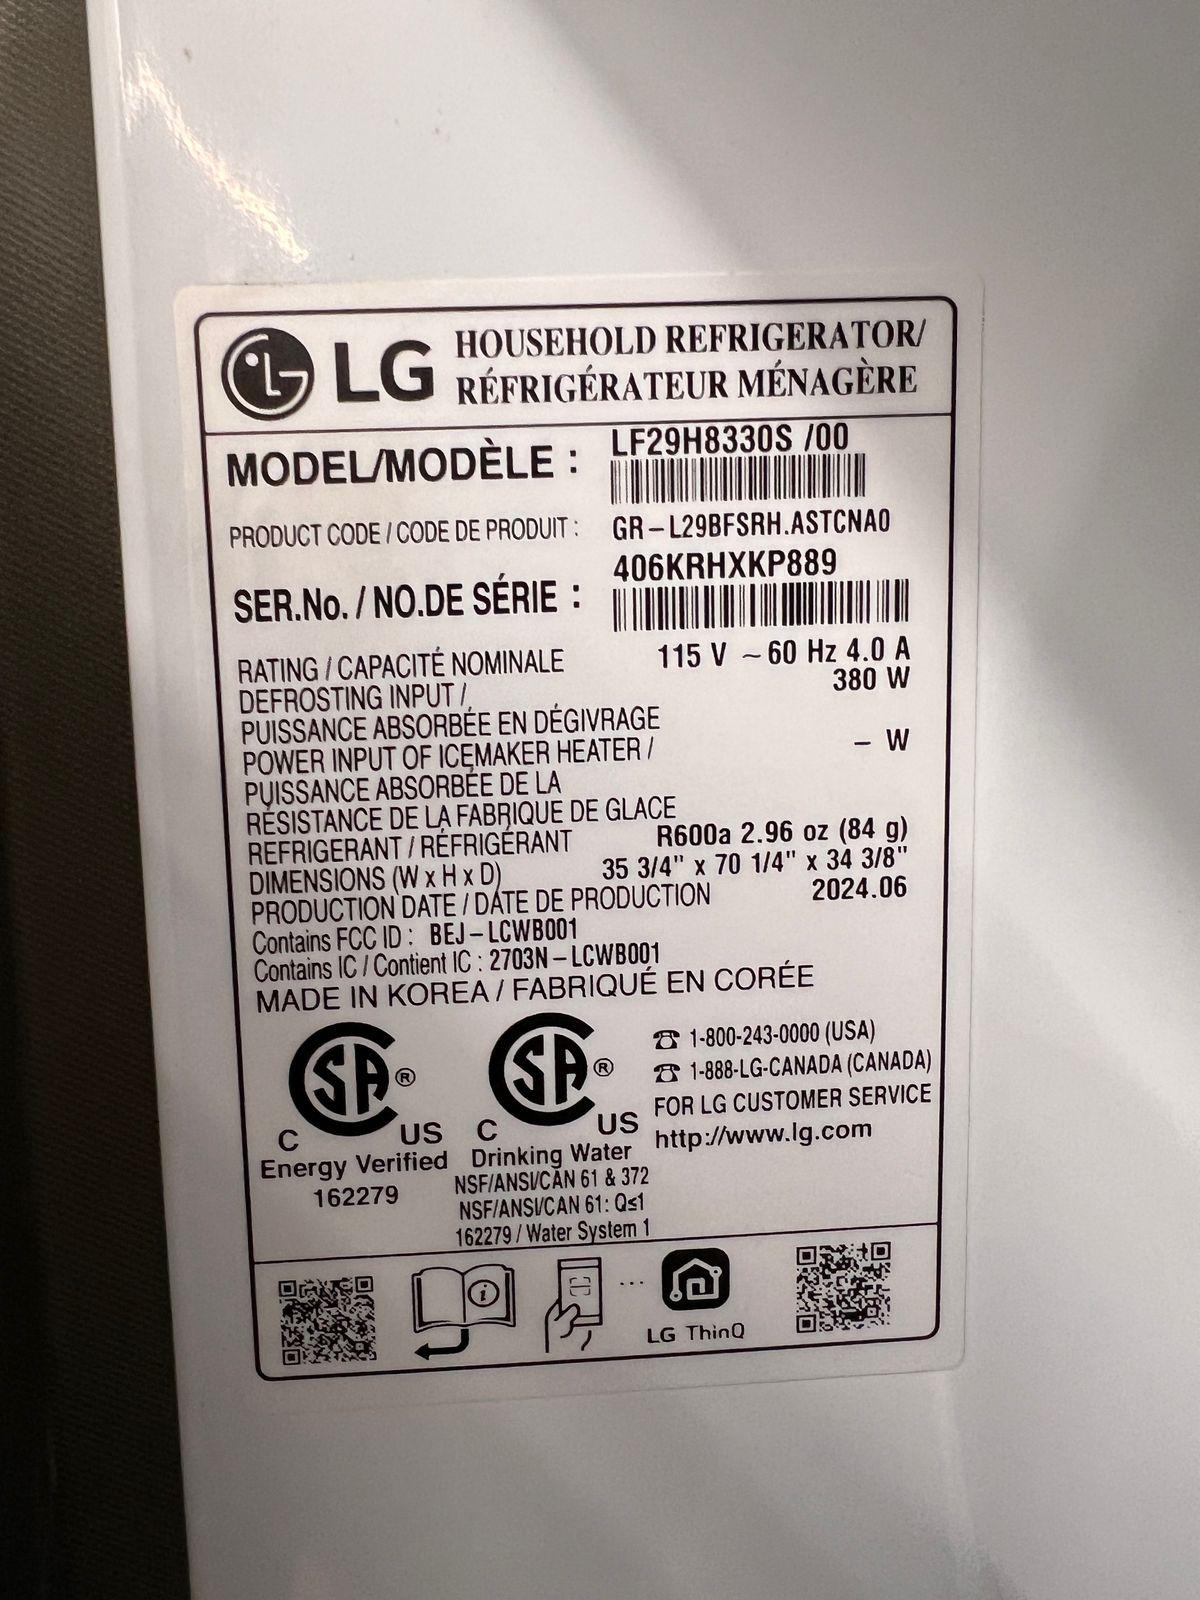 LG HOUSEHOLD REFRIGERATOR/
RÉFRIGÉRATEUR MÉNAGÈRE
MODEL/MODÈLE : LF29H8330S /00
PRODUCT CODE / CODE DE PRODUIT : GR-L29BFSRH.ASTCNA0
SER.No. / NO.DE SÉRIE : 406KRHXKP889
RATING / CAPACITÉ NOMINALE 115 V ~ 60 Hz 4.0 A
DEFROSTING INPUT / 380 W
PUISSANCE ABSORBÉE EN DÉGIVRAGE
POWER INPUT OF ICEMAKER HEATER / - W
PUISSANCE ABSORBÉE DE LA
RÉSISTANCE DE LA FABRIQUE DE GLACE
REFRIGERANT / RÉFRIGÉRANT R600a 2.96 oz (84 g)
DIMENSIONS (W x H x D) 35 3/4" x 70 1/4" x 34 3/8"
PRODUCTION DATE / DATE DE PRODUCTION 2024.06
Contains FCC ID : BEJ-LCWB001
Contains IC / Contient IC : 2703N-LCWB001
MADE IN KOREA / FABRIQUÉ EN CORÉE
SA ®
C US
Energy Verified
162279
SA ®
C US
Drinking Water
NSF/ANSI/CAN 61 & 372
NSF/ANSI/CAN 61: Q≤1
162279 / Water System 1
☎ 1-800-243-0000 (USA)
☎ 1-888-LG-CANADA (CANADA)
FOR LG CUSTOMER SERVICE
http://www.lg.com
i
...
LG ThinQ